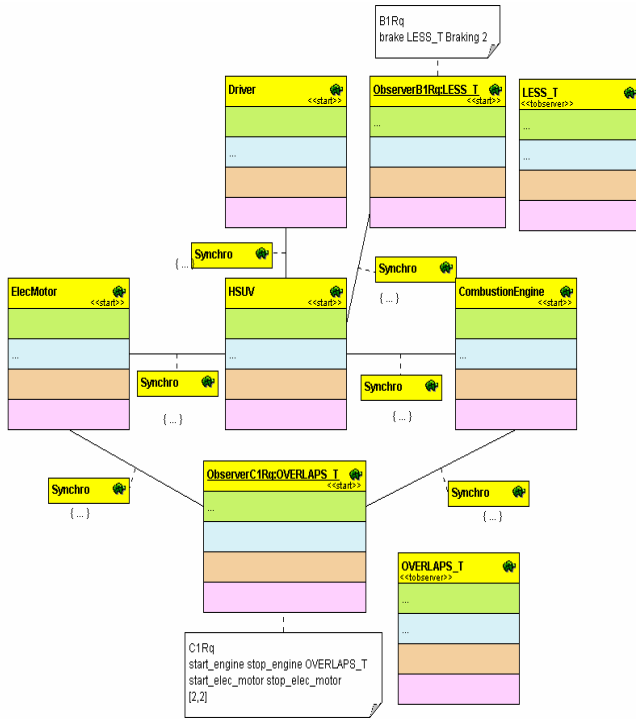 B1Rq
brake LESS_T Braking 2
Driver
<<start>>
...
ObserverB1Rq:LESS_T
<<start>>
...
LESS_T
<<tobserver>>
...
...
Synchro
{ ... }
Synchro
{ ... }
ElecMotor
<<start>>
...
HSUV
<<start>>
...
CombustionEngine
<<start>>
...
Synchro
{ ... }
Synchro
{ ... }
ObserverC1Rq:OVERLAPS_T
<<start>>
...
Synchro
{ ... }
Synchro
{ ... }
OVERLAPS_T
<<tobserver>>
...
...
C1Rq
start_engine stop_engine OVERLAPS_T
start_elec_motor stop_elec_motor
[2,2]